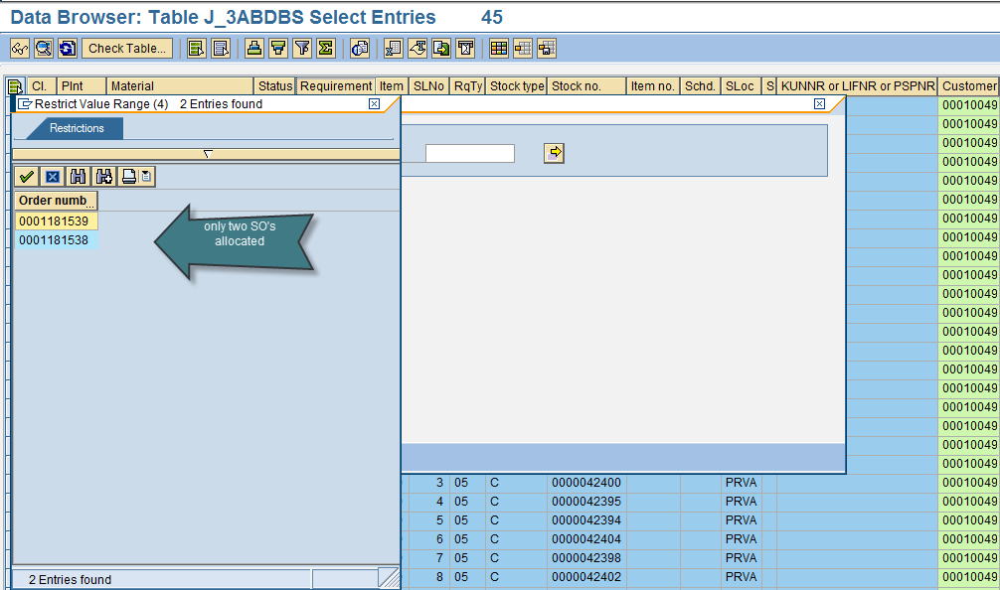 Data Browser: Table J_3ABDBS Select Entries 45
Check Table...
Cl. Plnt Material Status Requirement Item SLNo RqTy Stock type Stock no. Item no. Schd. SLoc S KUNNR or LIFNR or PSPNR Customer
Restrict Value Range (4) 2 Entries found
00010049
Restrictions
00010049
00010049
00010049
00010049
Order numb...
00010049
0001181539
00010049
0001181538
00010049
only two SO's
allocated
00010049
00010049
00010049
00010049
00010049
00010049
00010049
00010049
00010049
00010049
00010049
00010049
3 05 C 0000042400 PRVA 00010049
4 05 C 0000042395 PRVA 00010049
5 05 C 0000042394 PRVA 00010049
6 05 C 0000042404 PRVA 00010049
7 05 C 0000042398 PRVA 00010049
8 05 C 0000042402 PRVA 00010049
2 Entries found